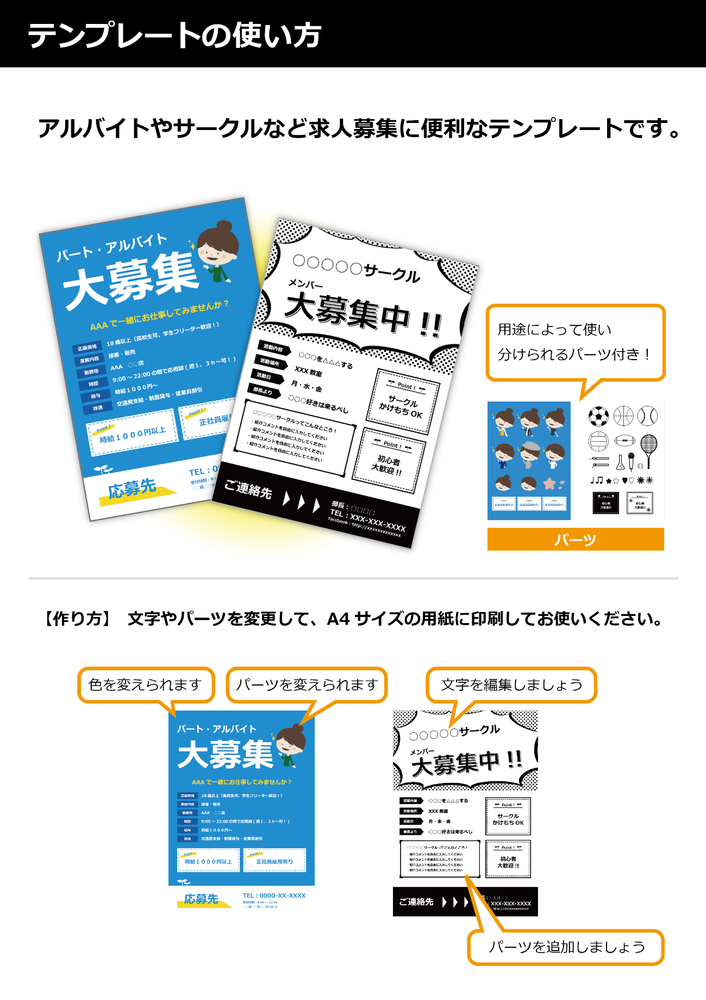 テンプレートの使い方
アルバイトやサークルなど求人募集に便利なテンプレートです。
パート・アルバイト
大募集
AAAで一緒にお仕事してみませんか？
応募資格 18歳以上（高校生可、学生フリーター歓迎！）
業務内容 接客・販売
勤務地 AAA ○○店
時間 9:00～22:00の間で応相談(週1、3h～可！)
給与 時給１０００円～
待遇 交通費支給・制服貸与・従業員割引
Point！
時給１０００円以上
Point！
正社員雇
応募先
TEL：0
受付時間：8:
○○県○○市
○○○○○サークル
メンバー
大募集中!!
活動内容 ○○○を△△△する
活動場所 XXX教室
活動日 月・水・金
部長より ○○○好きは来るべし
○○○○○サークルってこんなところ！
・紹介コメントを自由に入力してください
・紹介コメントを自由に入力してください
・紹介コメントを自由に入力してください
・紹介コメントを自由に入力してください
Point！
サークル
かけもちOK
Point！
初心者
大歓迎!!
ご連絡先
部長：□□□□
TEL：XXX-XXX-XXXX
facebook：http://xxxxxxxxxxxxx
用途によって使い
分けられるパーツ付き！
Point！
正社員雇用有り
Point！
正社員雇用有り
Point！
正社員雇用有り
Point！
初心者
大歓迎!!
Point！
初心者
大歓迎!!
パーツ
【作り方】 文字やパーツを変更して、A4サイズの用紙に印刷してお使いください。
色を変えられます
パーツを変えられます
文字を編集しましょう
パート・アルバイト
大募集
AAAで一緒にお仕事してみませんか？
応募資格 18歳以上（高校生可、学生フリーター歓迎！）
業務内容 接客・販売
勤務地 AAA ○○店
時間 9:00～22:00の間で応相談(週1、3h～可！)
給与 時給１０００円～
待遇 交通費支給・制服貸与・従業員割引
Point！
時給１０００円以上
Point！
正社員雇用有り
応募先
TEL：0000-XX-XXXX
受付時間：8:00～22:00
○○県○○市△△町XX-X
○○○○○サークル
メンバー
大募集中!!
活動内容 ○○○を△△△する
活動場所 XXX教室
活動日 月・水・金
部長より ○○○好きは来るべし
○○○○○サークルってこんなところ！
・紹介コメントを自由に入力してください
・紹介コメントを自由に入力してください
・紹介コメントを自由に入力してください
・紹介コメントを自由に入力してください
Point！
サークル
かけもちOK
Point！
初心者
大歓迎!!
ご連絡先
：□□□□
：XXX-XXX-XXXX
：http://xxxxxxxxxxxxx
パーツを追加しましょう